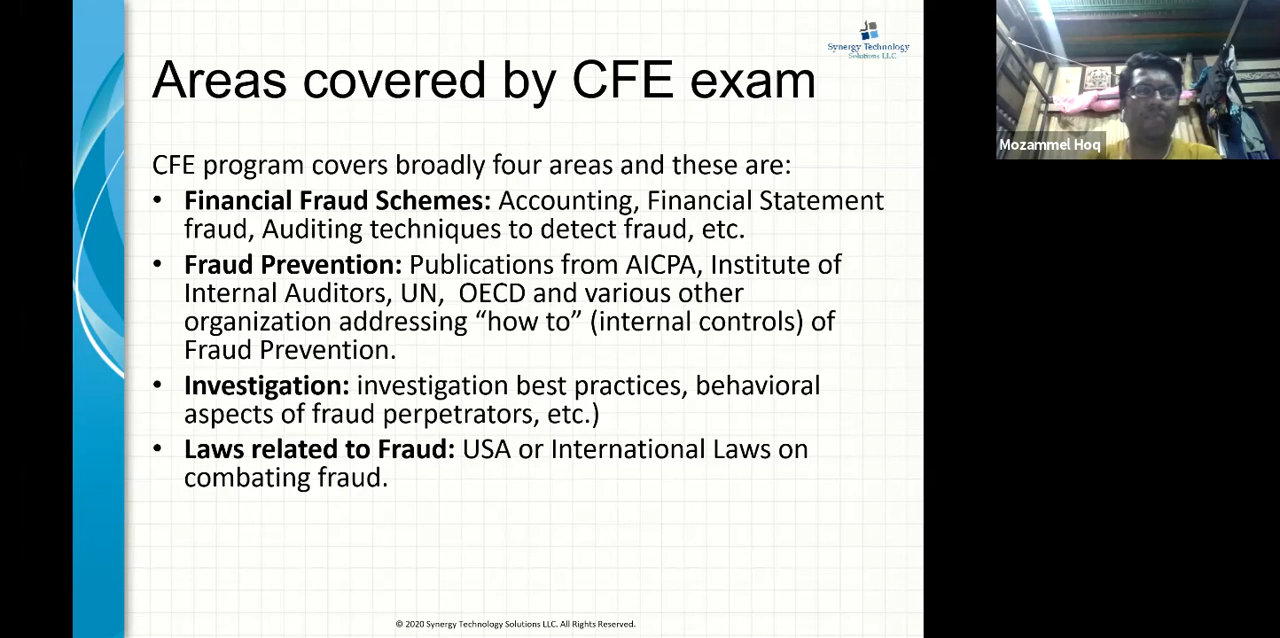 Synergy Technology
Solutions LLC
Areas covered by CFE exam
CFE program covers broadly four areas and these are:
• Financial Fraud Schemes: Accounting, Financial Statement
fraud, Auditing techniques to detect fraud, etc.
• Fraud Prevention: Publications from AICPA, Institute of
Internal Auditors, UN, OECD and various other
organization addressing “how to” (internal controls) of
Fraud Prevention.
• Investigation: investigation best practices, behavioral
aspects of fraud perpetrators, etc.)
• Laws related to Fraud: USA or International Laws on
combating fraud.
© 2020 Synergy Technology Solutions LLC. All Rights Reserved.
Mozammel Hoq